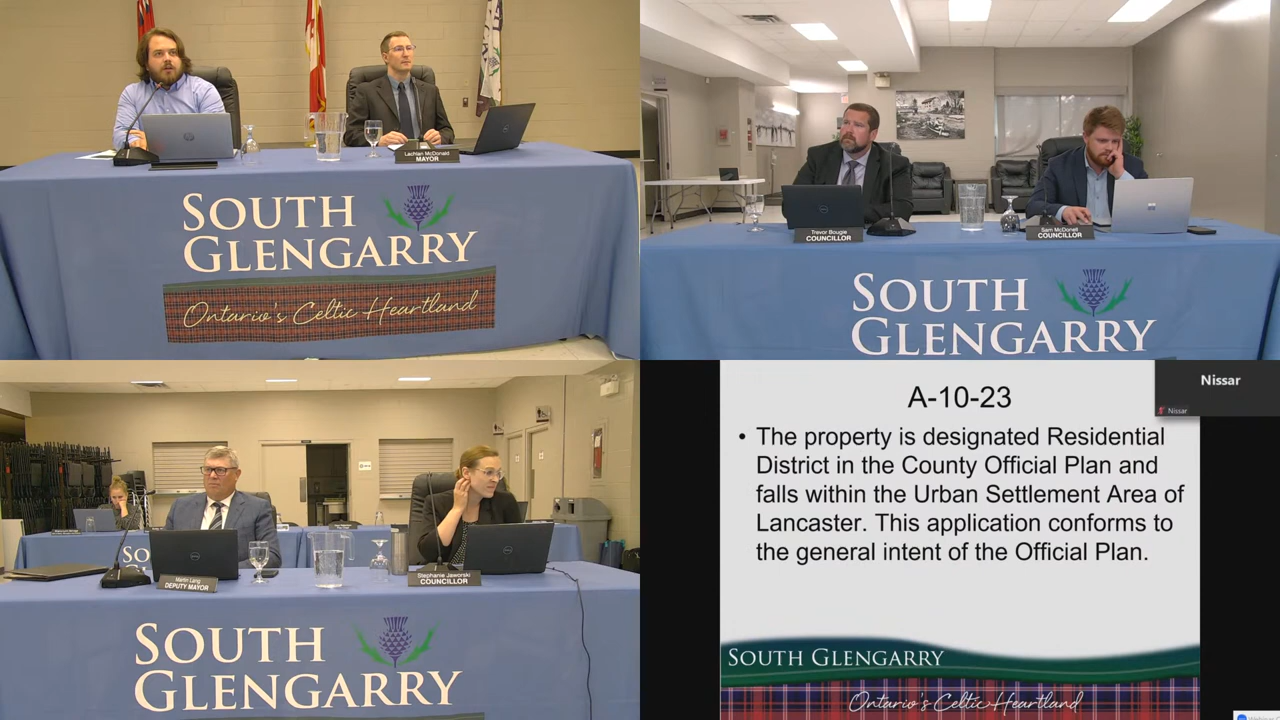 Lachlan McDonald
MAYOR
SOUTH
GLENGARRY
Ontario's Celtic Heartland
Trevor Bougie
COUNCILLOR
Sam McDonell
COUNCILLOR
SOUTH
GLENGARRY
Martin Lang
DEPUTY MAYOR
Stephanie Jaworski
COUNCILLOR
SO
SOUTH
GLENGARRY
Nissar
Nissar
A-10-23
• The property is designated Residential
District in the County Official Plan and
falls within the Urban Settlement Area of
Lancaster. This application conforms to
the general intent of the Official Plan.
SOUTH GLENGARRY
Ontario's Celtic Heartland